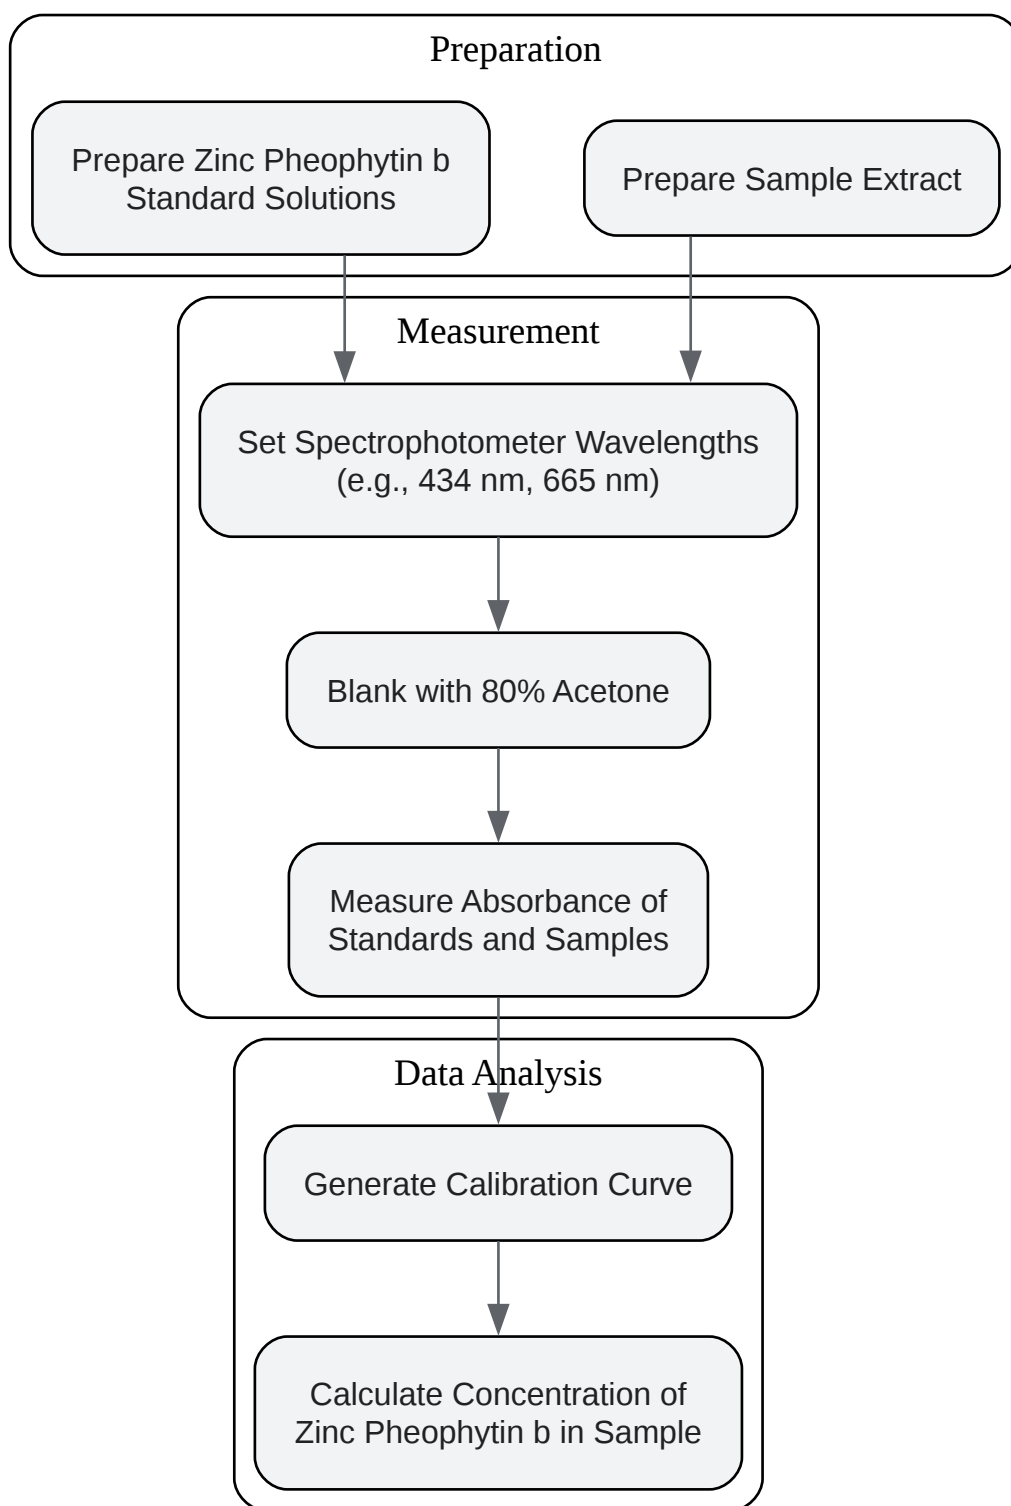 Preparation
Prepare Zinc Pheophytin b
Standard Solutions
Prepare Sample Extract
Measurement
Set Spectrophotometer Wavelengths
(e.g., 434 nm, 665 nm)
Blank with 80% Acetone
Measure Absorbance of
Standards and Samples
Data Analysis
Generate Calibration Curve
Calculate Concentration of
Zinc Pheophytin b in Sample